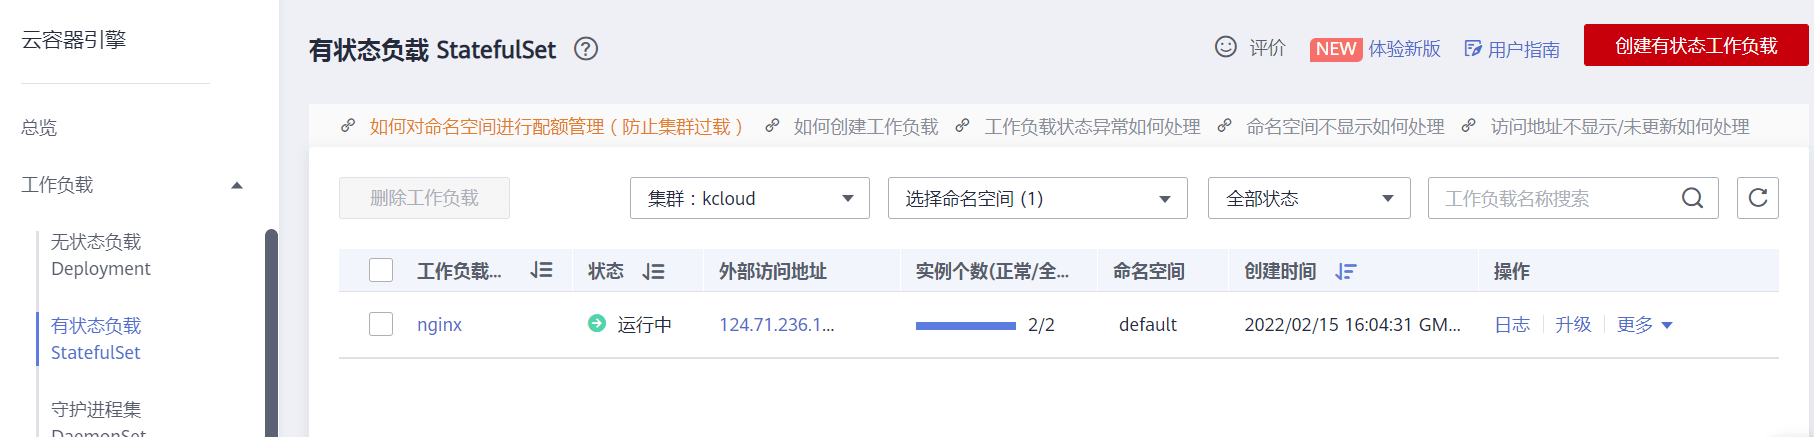 云容器引擎
总览
工作负载
无状态负载
Deployment
有状态负载
StatefulSet
守护进程集
DaemonSet
有状态负载 StatefulSet
评价 NEW 体验新版 用户指南 创建有状态工作负载
如何对命名空间进行配额管理（防止集群过载） 如何创建工作负载 工作负载状态异常如何处理 命名空间不显示如何处理 访问地址不显示/未更新如何处理
删除工作负载 集群：kcloud 选择命名空间 (1) 全部状态 工作负载名称搜索
工作负载... 状态 外部访问地址 实例个数(正常/全... 命名空间 创建时间 操作
nginx 运行中 124.71.236.1... 2/2 default 2022/02/15 16:04:31 GM... 日志 升级 更多